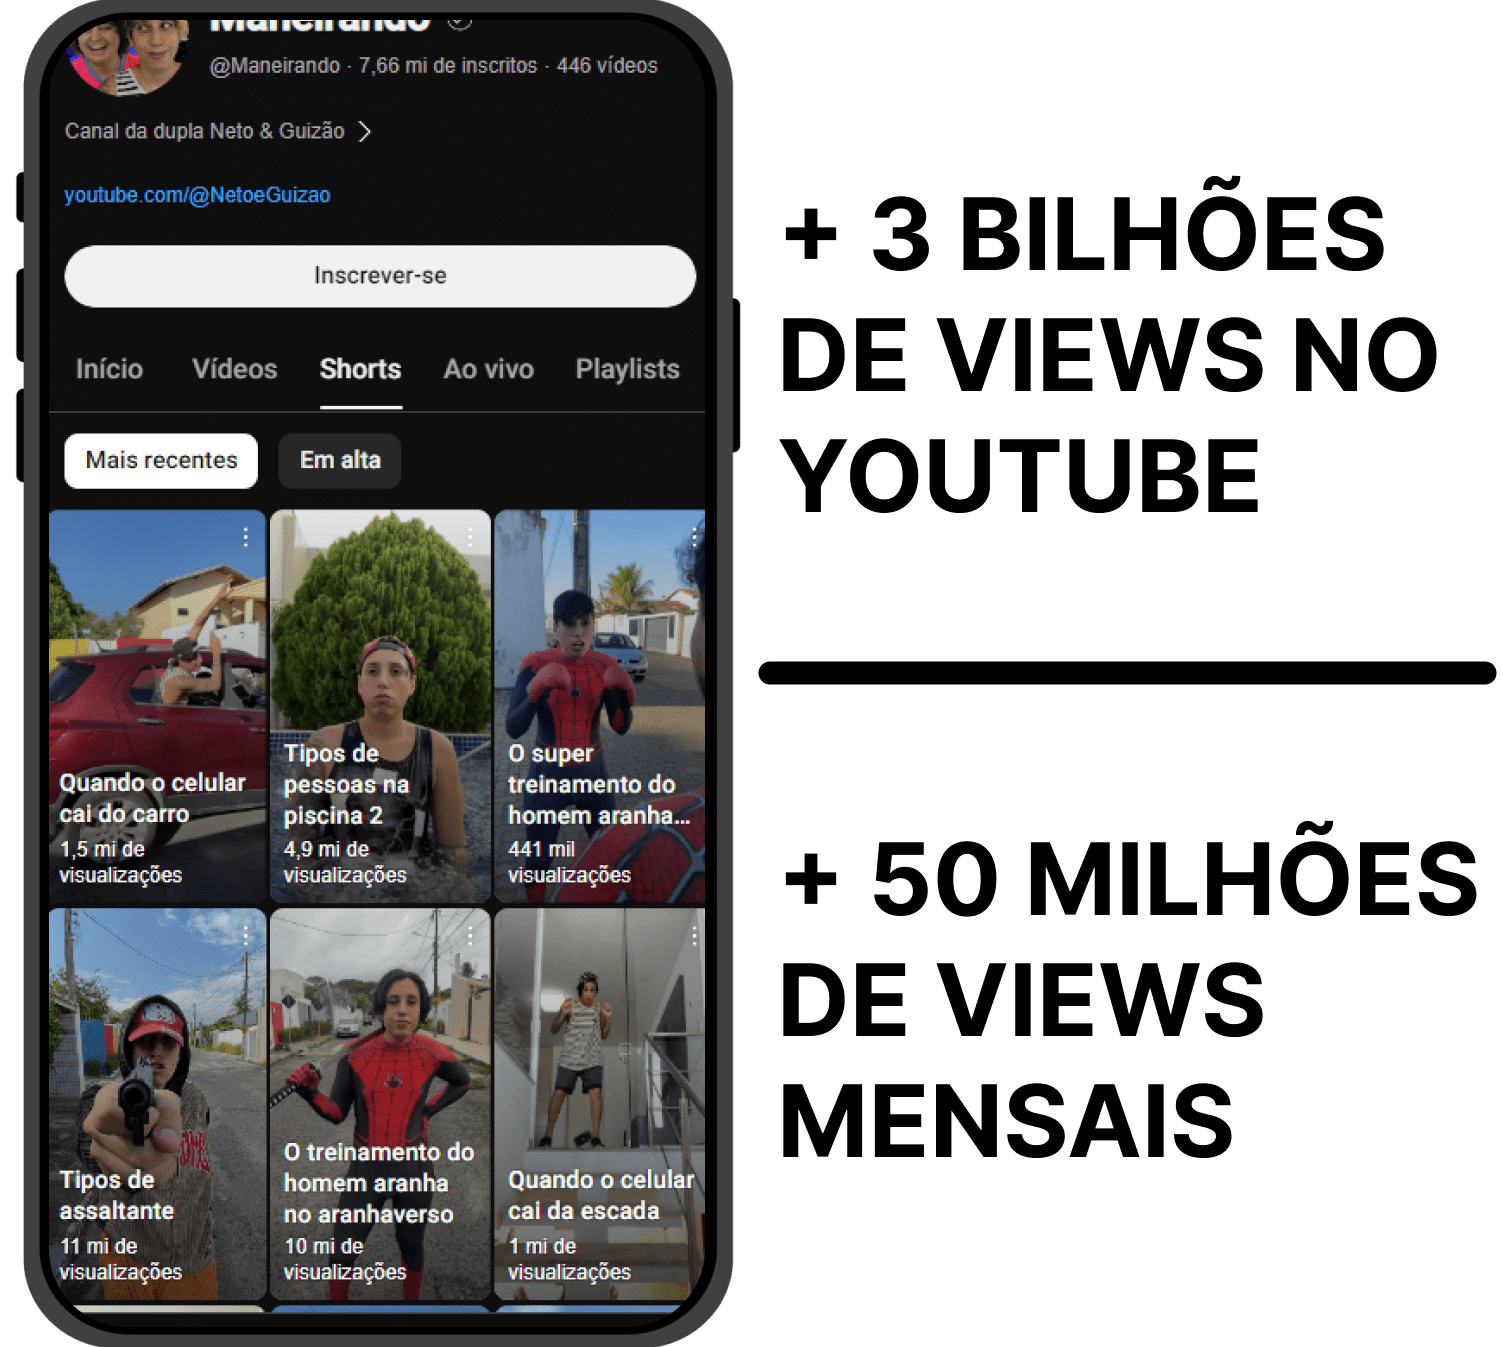 Maneirando
@Maneirando · 7,66 mi de inscritos · 446 vídeos
Canal da dupla Neto & Guizão
youtube.com/@NetoeGuizao
Inscrever-se
Início Vídeos Shorts Ao vivo Playlists
Mais recentes Em alta
Quando o celular
cai do carro
1,5 mi de
visualizações
Tipos de
pessoas na
piscina 2
4,9 mi de
visualizações
O super
treinamento do
homem aranha...
441 mil
visualizações
Tipos de
assaltante
11 mi de
visualizações
O treinamento do
homem aranha
no aranhaverso
10 mi de
visualizações
Quando o celular
cai da escada
1 mi de
visualizações
+ 3 BILHÕES
DE VIEWS NO
YOUTUBE
+ 50 MILHÕES
DE VIEWS
MENSAIS